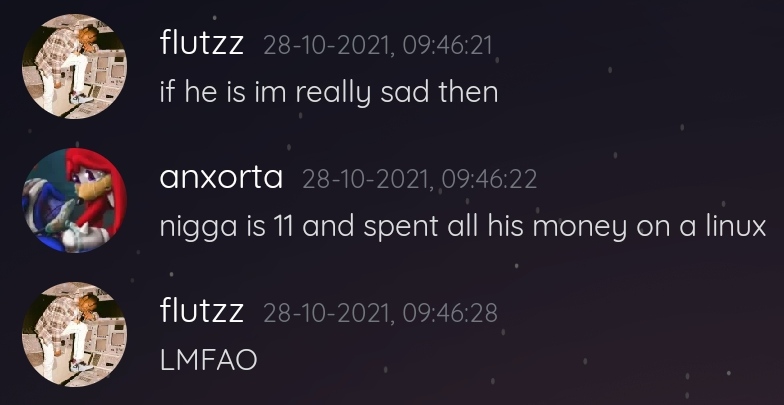 flutzz 28-10-2021, 09:46:21
if he is im really sad then
anxorta 28-10-2021, 09:46:22
nigga is 11 and spent all his money on a linux
flutzz 28-10-2021, 09:46:28
LMFAO